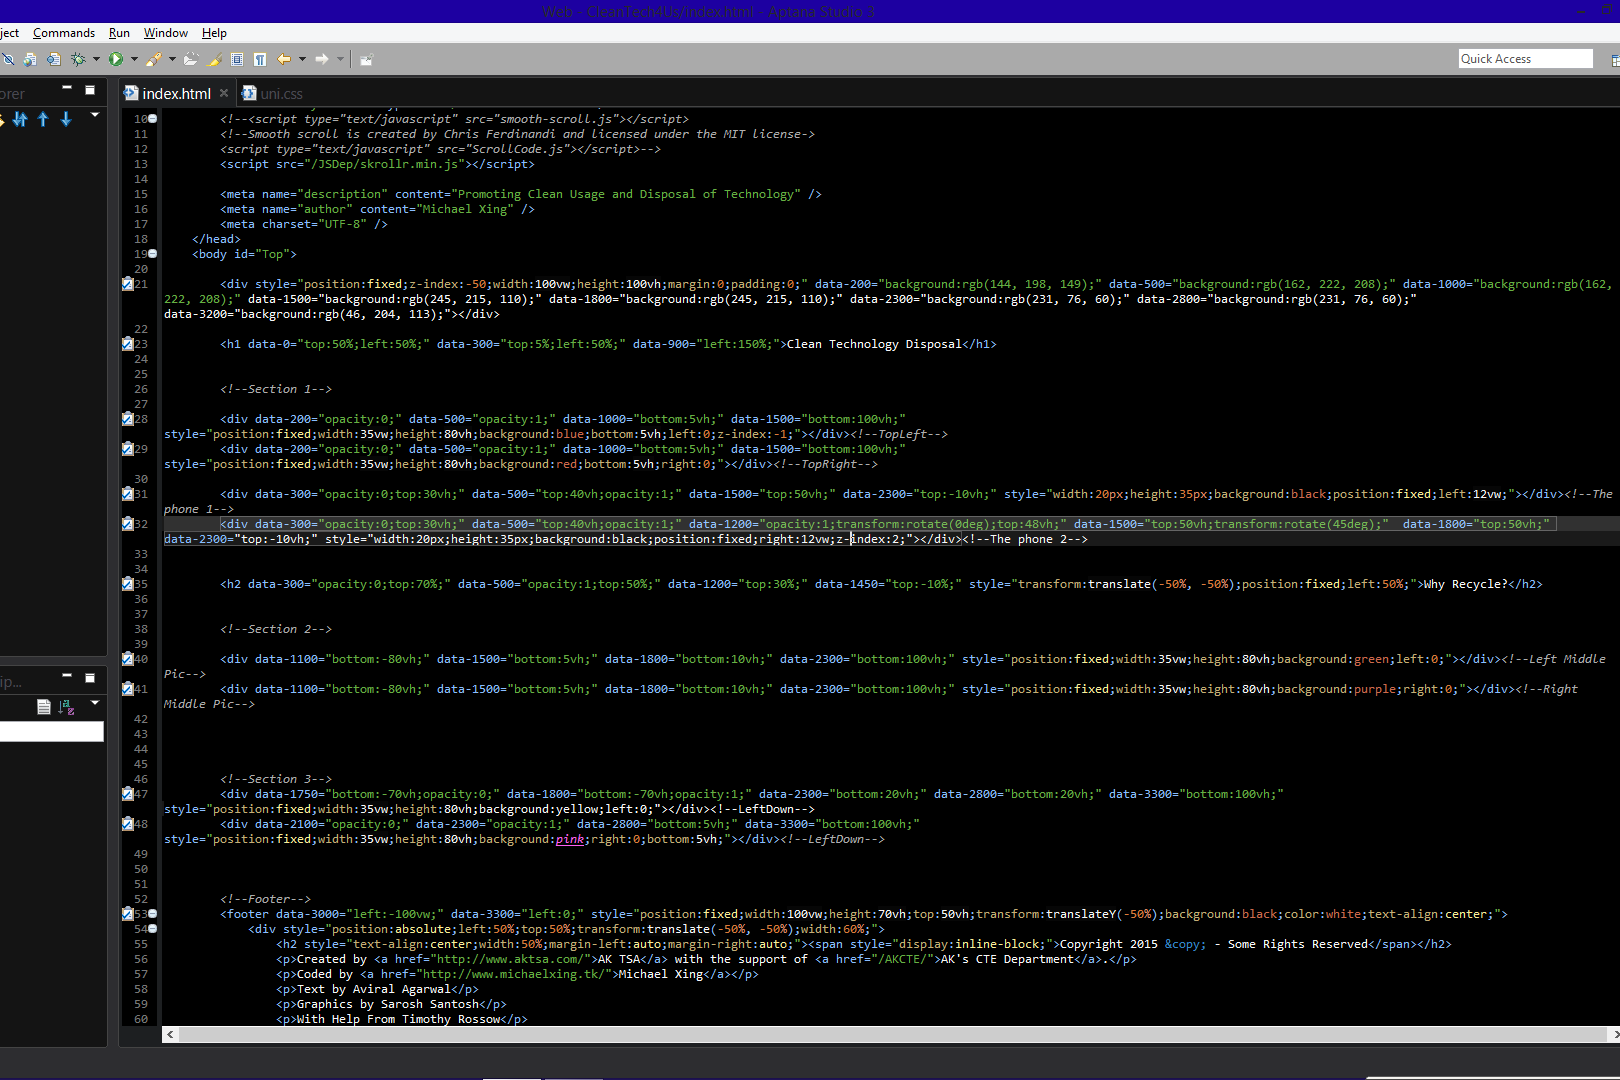 Web - CleanTech4Us/index.html - Aptana Studio 3
ject Commands Run Window Help
Quick Access
orer
index.html uni.css
10 <!--<script type="text/javascript" src="smooth-scroll.js"></script>
11 <!--Smooth scroll is created by Chris Ferdinandi and licensed under the MIT license->
12 <script type="text/javascript" src="ScrollCode.js"></script>-->
13 <script src="/JSDep/skrollr.min.js"></script>
14
15 <meta name="description" content="Promoting Clean Usage and Disposal of Technology" />
16 <meta name="author" content="Michael Xing" />
17 <meta charset="UTF-8" />
18 </head>
19 <body id="Top">
20
21 <div style="position:fixed;z-index:-50;width:100vw;height:100vh;margin:0;padding:0;" data-200="background:rgb(144, 198, 149);" data-500="background:rgb(162, 222, 208);" data-1000="background:rgb(162,
222, 208);" data-1500="background:rgb(245, 215, 110);" data-1800="background:rgb(245, 215, 110);" data-2300="background:rgb(231, 76, 60);" data-2800="background:rgb(231, 76, 60);"
data-3200="background:rgb(46, 204, 113);"></div>
22
23 <h1 data-0="top:50%;left:50%;" data-300="top:5%;left:50%;" data-900="left:150%;">Clean Technology Disposal</h1>
24
25
26 <!--Section 1-->
27
28 <div data-200="opacity:0;" data-500="opacity:1;" data-1000="bottom:5vh;" data-1500="bottom:100vh;"
style="position:fixed;width:35vw;height:80vh;background:blue;bottom:5vh;left:0;z-index:-1;"></div><!--TopLeft-->
29 <div data-200="opacity:0;" data-500="opacity:1;" data-1000="bottom:5vh;" data-1500="bottom:100vh;"
style="position:fixed;width:35vw;height:80vh;background:red;bottom:5vh;right:0;"></div><!--TopRight-->
30
31 <div data-300="opacity:0;top:30vh;" data-500="top:40vh;opacity:1;" data-1500="top:50vh;" data-2300="top:-10vh;" style="width:20px;height:35px;background:black;position:fixed;left:12vw;"></div><!--The
phone 1-->
32 <div data-300="opacity:0;top:30vh;" data-500="top:40vh;opacity:1;" data-1200="opacity:1;transform:rotate(0deg);top:48vh;" data-1500="top:50vh;transform:rotate(45deg);"  data-1800="top:50vh;"
data-2300="top:-10vh;" style="width:20px;height:35px;background:black;position:fixed;right:12vw;z-index:2;"></div><!--The phone 2-->
33
34
35 <h2 data-300="opacity:0;top:70%;" data-500="opacity:1;top:50%;" data-1200="top:30%;" data-1450="top:-10%;" style="transform:translate(-50%, -50%);position:fixed;left:50%;">Why Recycle?</h2>
36
37
38 <!--Section 2-->
39
40 <div data-1100="bottom:-80vh;" data-1500="bottom:5vh;" data-1800="bottom:10vh;" data-2300="bottom:100vh;" style="position:fixed;width:35vw;height:80vh;background:green;left:0;"></div><!--Left Middle
Pic-->
41 <div data-1100="bottom:-80vh;" data-1500="bottom:5vh;" data-1800="bottom:10vh;" data-2300="bottom:100vh;" style="position:fixed;width:35vw;height:80vh;background:purple;right:0;"></div><!--Right
Middle Pic-->
42
43
44
45
46 <!--Section 3-->
47 <div data-1750="bottom:-70vh;opacity:0;" data-1800="bottom:-70vh;opacity:1;" data-2300="bottom:20vh;" data-2800="bottom:20vh;" data-3300="bottom:100vh;"
style="position:fixed;width:35vw;height:80vh;background:yellow;left:0;"></div><!--LeftDown-->
48 <div data-2100="opacity:0;" data-2300="opacity:1;" data-2800="bottom:5vh;" data-3300="bottom:100vh;"
style="position:fixed;width:35vw;height:80vh;background:pink;right:0;bottom:5vh;"></div><!--LeftDown-->
49
50
51
52 <!--Footer-->
53 <footer data-3000="left:-100vw;" data-3300="left:0;" style="position:fixed;width:100vw;height:70vh;top:50vh;transform:translateY(-50%);background:black;color:white;text-align:center;">
54 <div style="position:absolute;left:50%;top:50%;transform:translate(-50%, -50%);width:60%;">
55 <h2 style="text-align:center;width:50%;margin-left:auto;margin-right:auto;"><span style="display:inline-block;">Copyright 2015 &copy; - Some Rights Reserved</span></h2>
56 <p>Created by <a href="http://www.aktsa.com/">AK TSA</a> with the support of <a href="/AKCTE/">AK's CTE Department</a>.</p>
57 <p>Coded by <a href="http://www.michaelxing.tk/">Michael Xing</a></p>
58 <p>Text by Aviral Agarwal</p>
59 <p>Graphics by Sarosh Santosh</p>
60 <p>With Help From Timothy Rossow</p>
ip...